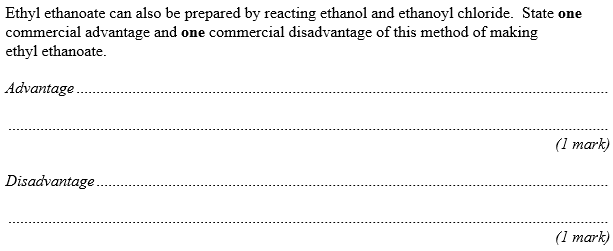 Ethyl ethanoate can also be prepared by reacting ethanol and ethanoyl chloride.  State one
commercial advantage and one commercial disadvantage of this method of making
ethyl ethanoate.
Advantage ........................................................................................................................
........................................................................................................................................
(1 mark)
Disadvantage ...................................................................................................................
........................................................................................................................................
(1 mark)